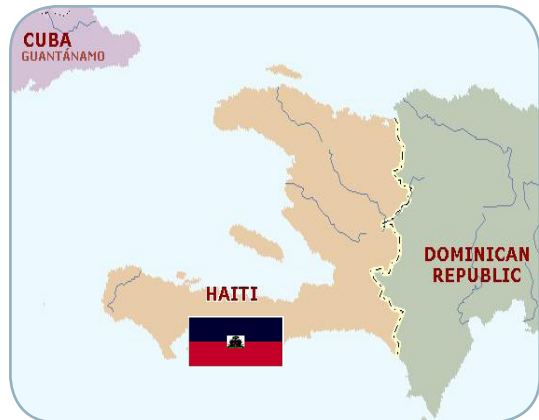 CUBA
GUANTÁNAMO
DOMINICAN
REPUBLIC
HAITI